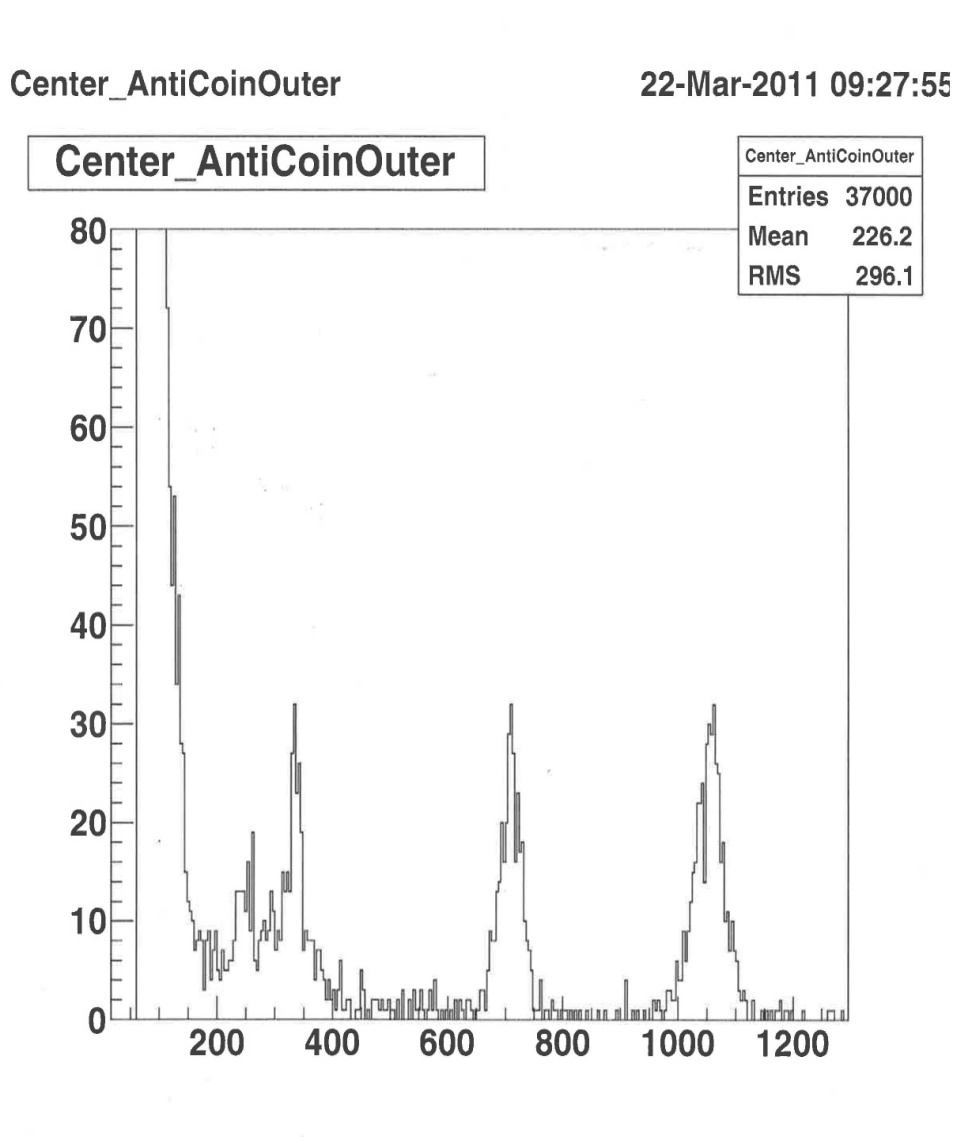 Center_AntiCoinOuter 22-Mar-2011 09:27:55
Center_AntiCoinOuter
Center_AntiCoinOuter
Entries 37000
Mean 226.2
RMS 296.1
80
70
60
50
40
30
20
10
0
200 400 600 800 1000 1200